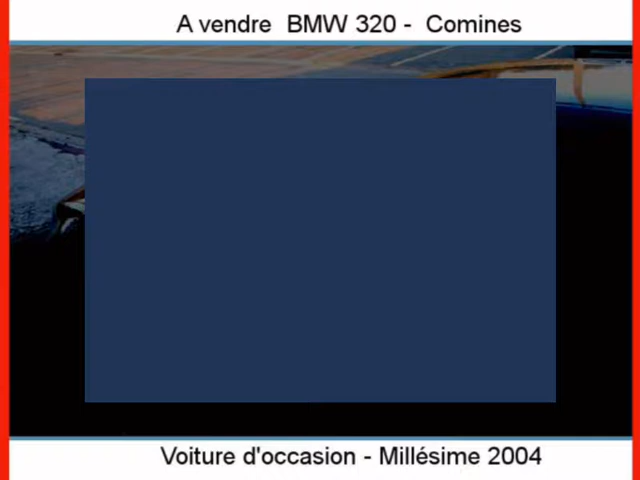 A vendre BMW 320 - Comines
Voiture d'occasion - Millésime 2004